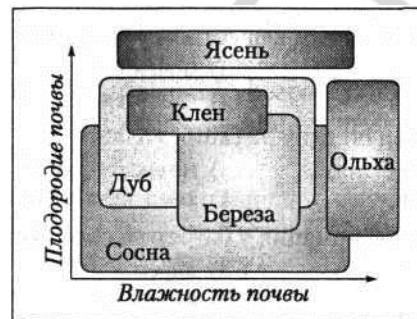 Ясень
Клен
Ольха
Дуб
Береза
Сосна
Плодородие почвы
Влажность почвы